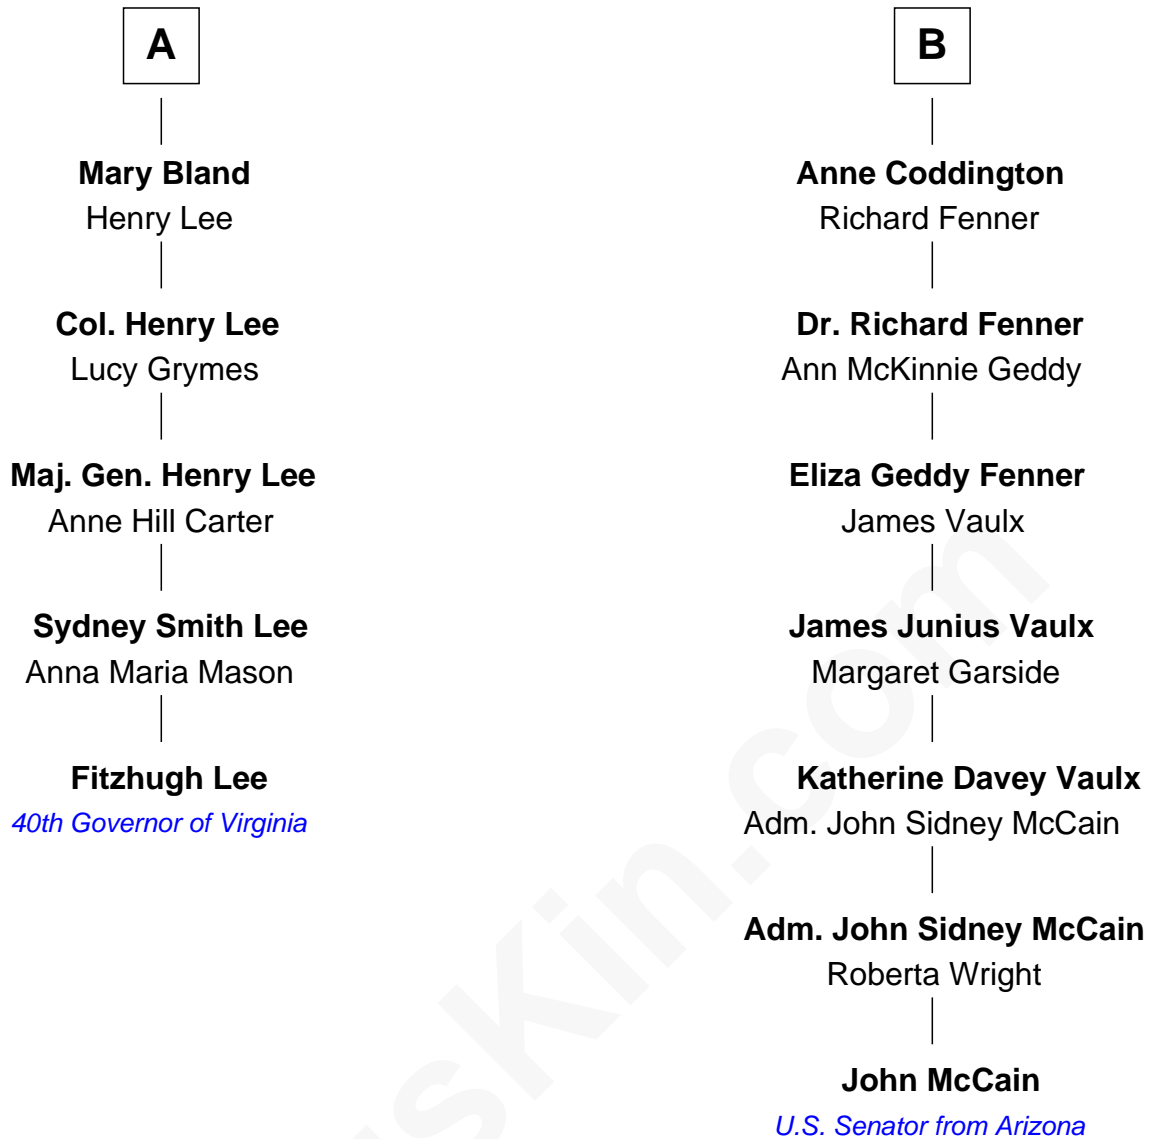 A
Mary Bland
Henry Lee
Col. Henry Lee
Lucy Grymes
Maj. Gen. Henry Lee
Anne Hill Carter
Sydney Smith Lee
Anna Maria Mason
Fitzhugh Lee
40th Governor of Virginia
B
Anne Coddington
Richard Fenner
Dr. Richard Fenner
Ann McKinnie Geddy
Eliza Geddy Fenner
James Vaulx
James Junius Vaulx
Margaret Garside
Katherine Davey Vaulx
Adm. John Sidney McCain
Adm. John Sidney McCain
Roberta Wright
John McCain
U.S. Senator from Arizona